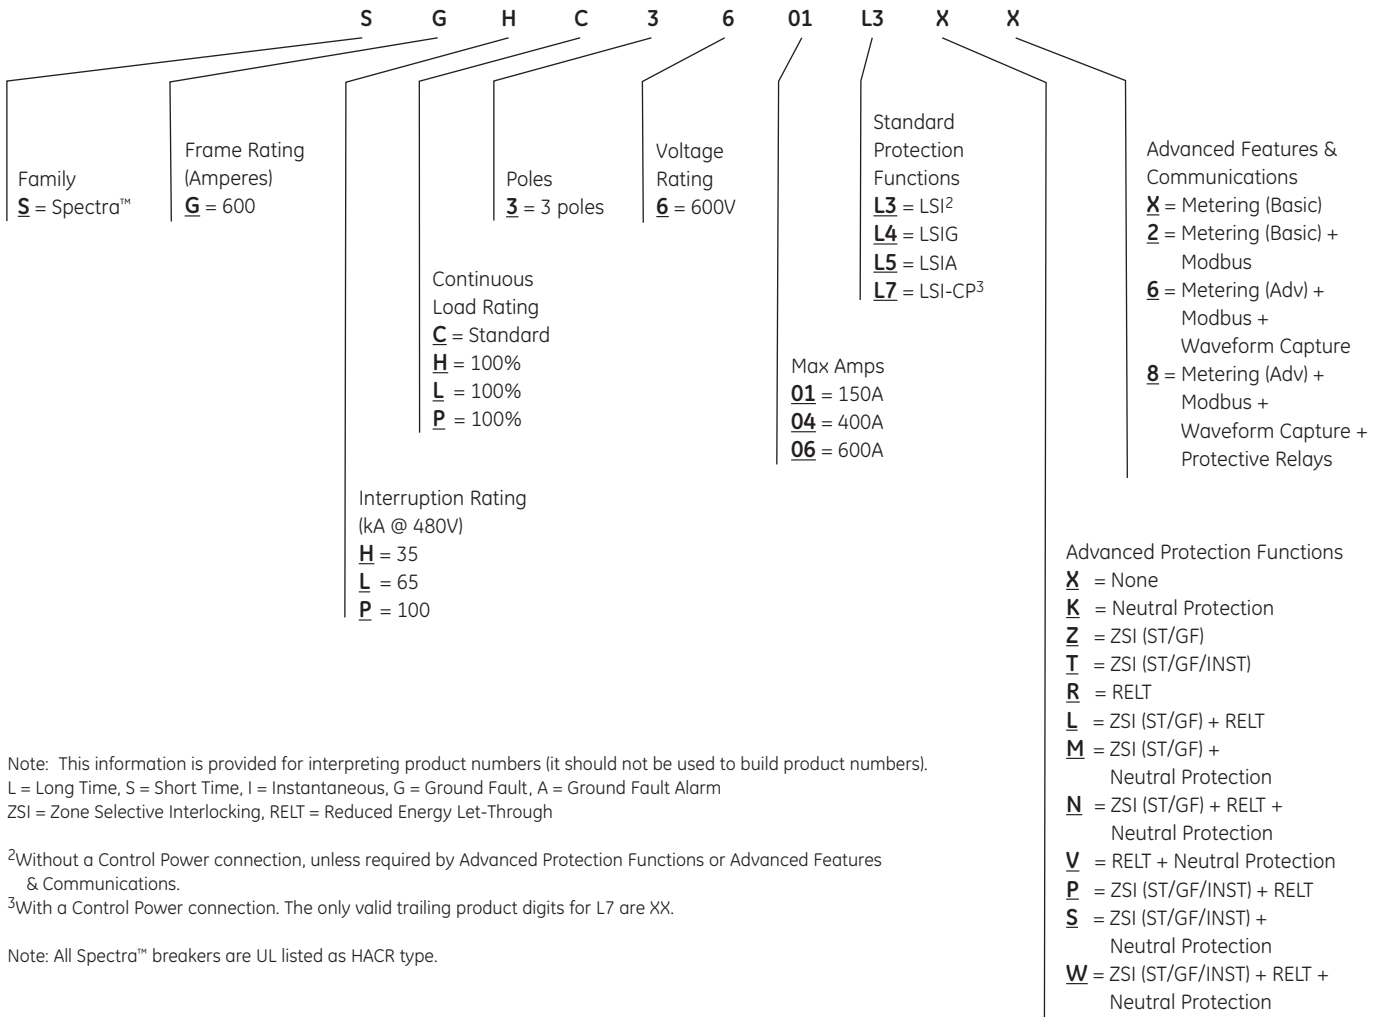 S G H C 3 6 01 L3 X X
Family
S = Spectra™
Frame Rating
(Amperes)
G = 600
Interruption Rating
(kA @ 480V)
H = 35
L = 65
P = 100
Continuous
Load Rating
C = Standard
H = 100%
L = 100%
P = 100%
Poles
3 = 3 poles
Voltage
Rating
6 = 600V
Max Amps
01 = 150A
04 = 400A
06 = 600A
Standard
Protection
Functions
L3 = LSI²
L4 = LSIG
L5 = LSIA
L7 = LSI-CP³
Advanced Features &
Communications
X = Metering (Basic)
2 = Metering (Basic) +
Modbus
6 = Metering (Adv) +
Modbus +
Waveform Capture
8 = Metering (Adv) +
Modbus +
Waveform Capture +
Protective Relays
Advanced Protection Functions
X = None
K = Neutral Protection
Z = ZSI (ST/GF)
T = ZSI (ST/GF/INST)
R = RELT
L = ZSI (ST/GF) + RELT
M = ZSI (ST/GF) +
Neutral Protection
N = ZSI (ST/GF) + RELT +
Neutral Protection
V = RELT + Neutral Protection
P = ZSI (ST/GF/INST) + RELT
S = ZSI (ST/GF/INST) +
Neutral Protection
W = ZSI (ST/GF/INST) + RELT +
Neutral Protection
Note: This information is provided for interpreting product numbers (it should not be used to build product numbers).
L = Long Time, S = Short Time, I = Instantaneous, G = Ground Fault, A = Ground Fault Alarm
ZSI = Zone Selective Interlocking, RELT = Reduced Energy Let-Through
²Without a Control Power connection, unless required by Advanced Protection Functions or Advanced Features
& Communications.
³With a Control Power connection. The only valid trailing product digits for L7 are XX.
Note: All Spectra™ breakers are UL listed as HACR type.